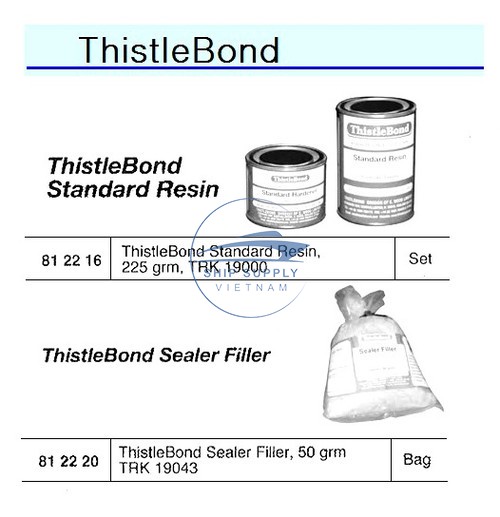 ThistleBond
ThistleBond
Standard Resin
ThistleBond
Standard Hardener
ThistleBond
Standard Resin
81 22 16
ThistleBond Standard Resin,
225 grm, TRK 19000
Set
SHIP SUPPLY
VIETNAM
ThistleBond Sealer Filler
Sealer Filler
81 22 20
ThistleBond Sealer Filler, 50 grm
TRK 19043
Bag